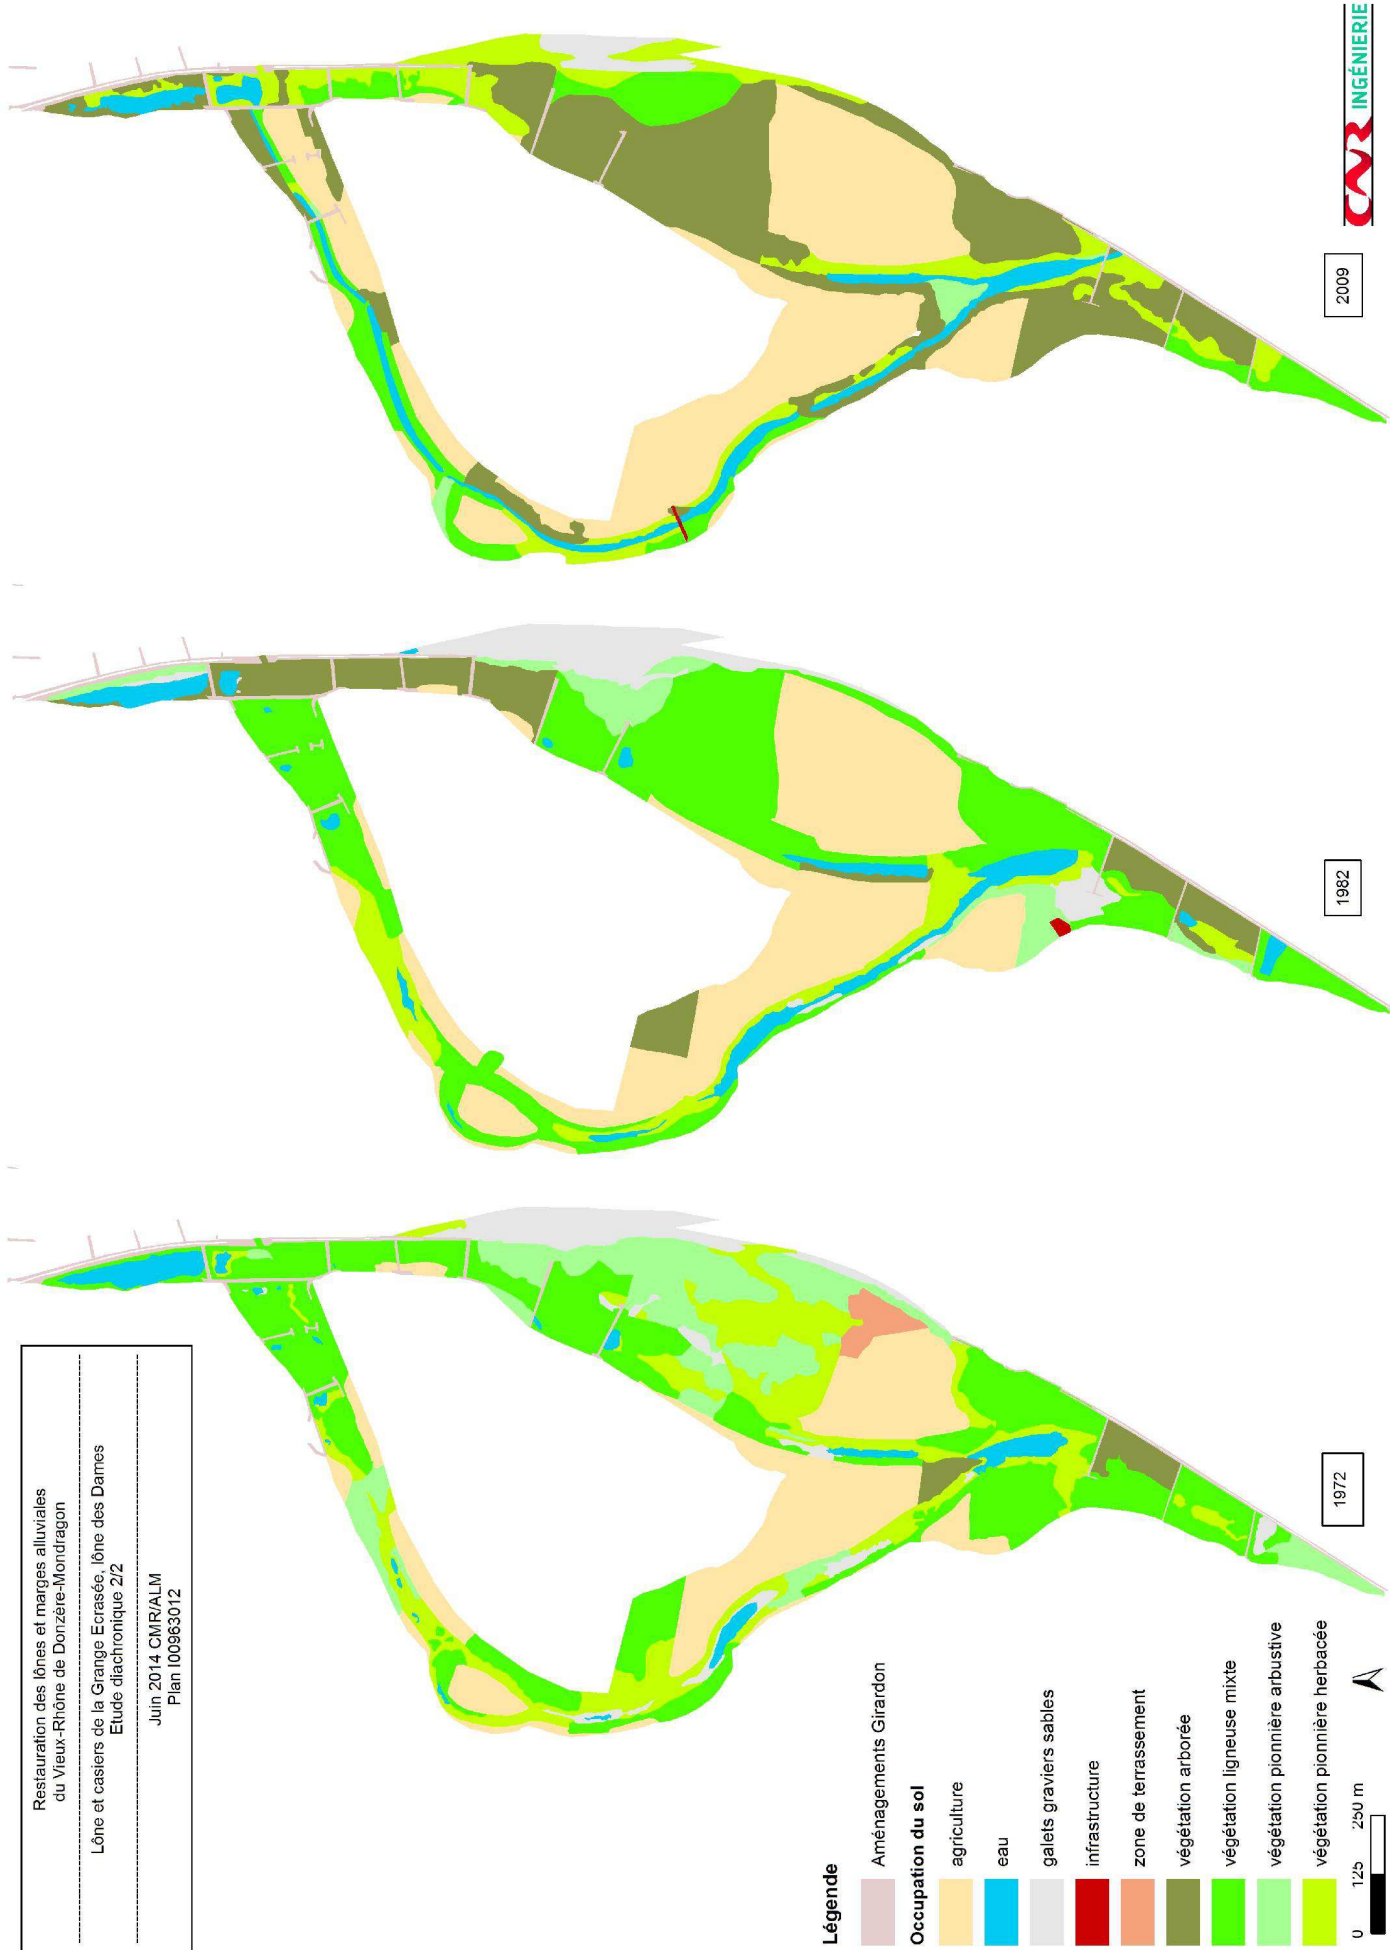 Restauration des lônes et marges alluviales
du Vieux-Rhône de Donzère-Mondragon
Lône et casiers de la Grange Ecrasée, lône des Dames
Etude diachronique 2/2
Juin 2014 CMR/ALM
Plan I00963012
Légende
Aménagements Girardon
Occupation du sol
agriculture
eau
galets graviers sables
infrastructure
zone de terrassement
végétation arborée
végétation ligneuse mixte
végétation pionnière arbustive
végétation pionnière herbacée
0 125 250 m
1972
1982
2009
CNR INGÉNIERIE